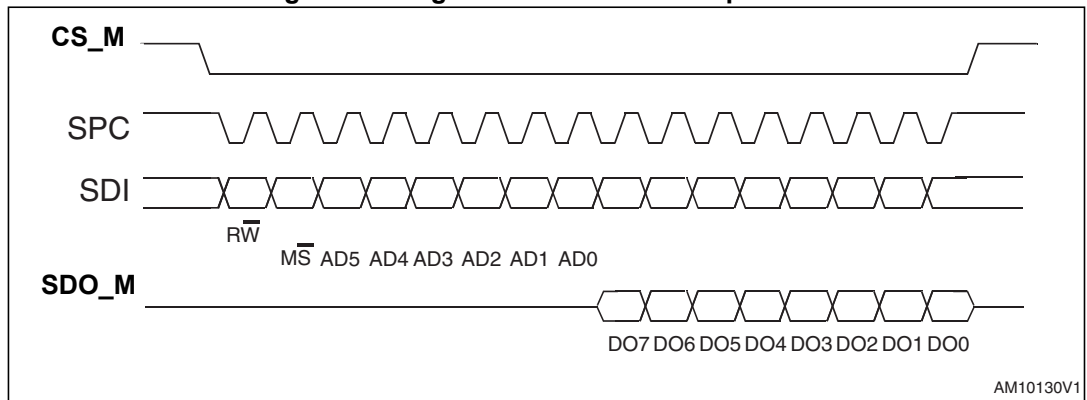 CS_M
SPC
SDI
RW̅
MS̅ AD5 AD4 AD3 AD2 AD1 AD0
SDO_M
DO7 DO6 DO5 DO4 DO3 DO2 DO1 DO0
AM10130V1